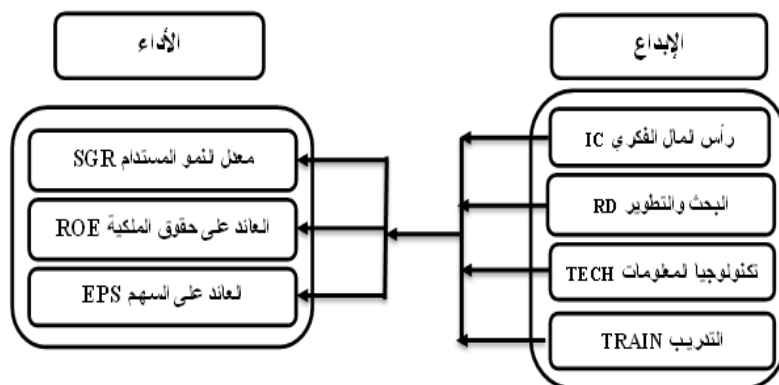 الإبداع
رأس المال الفكري IC
البحث والتطوير RD
تكنولوجيا المعلومات TECH
التدريب TRAIN
الأداء
معدل النمو المستدام SGR
العائد على حقوق الملكية ROE
العائد على السهم EPS